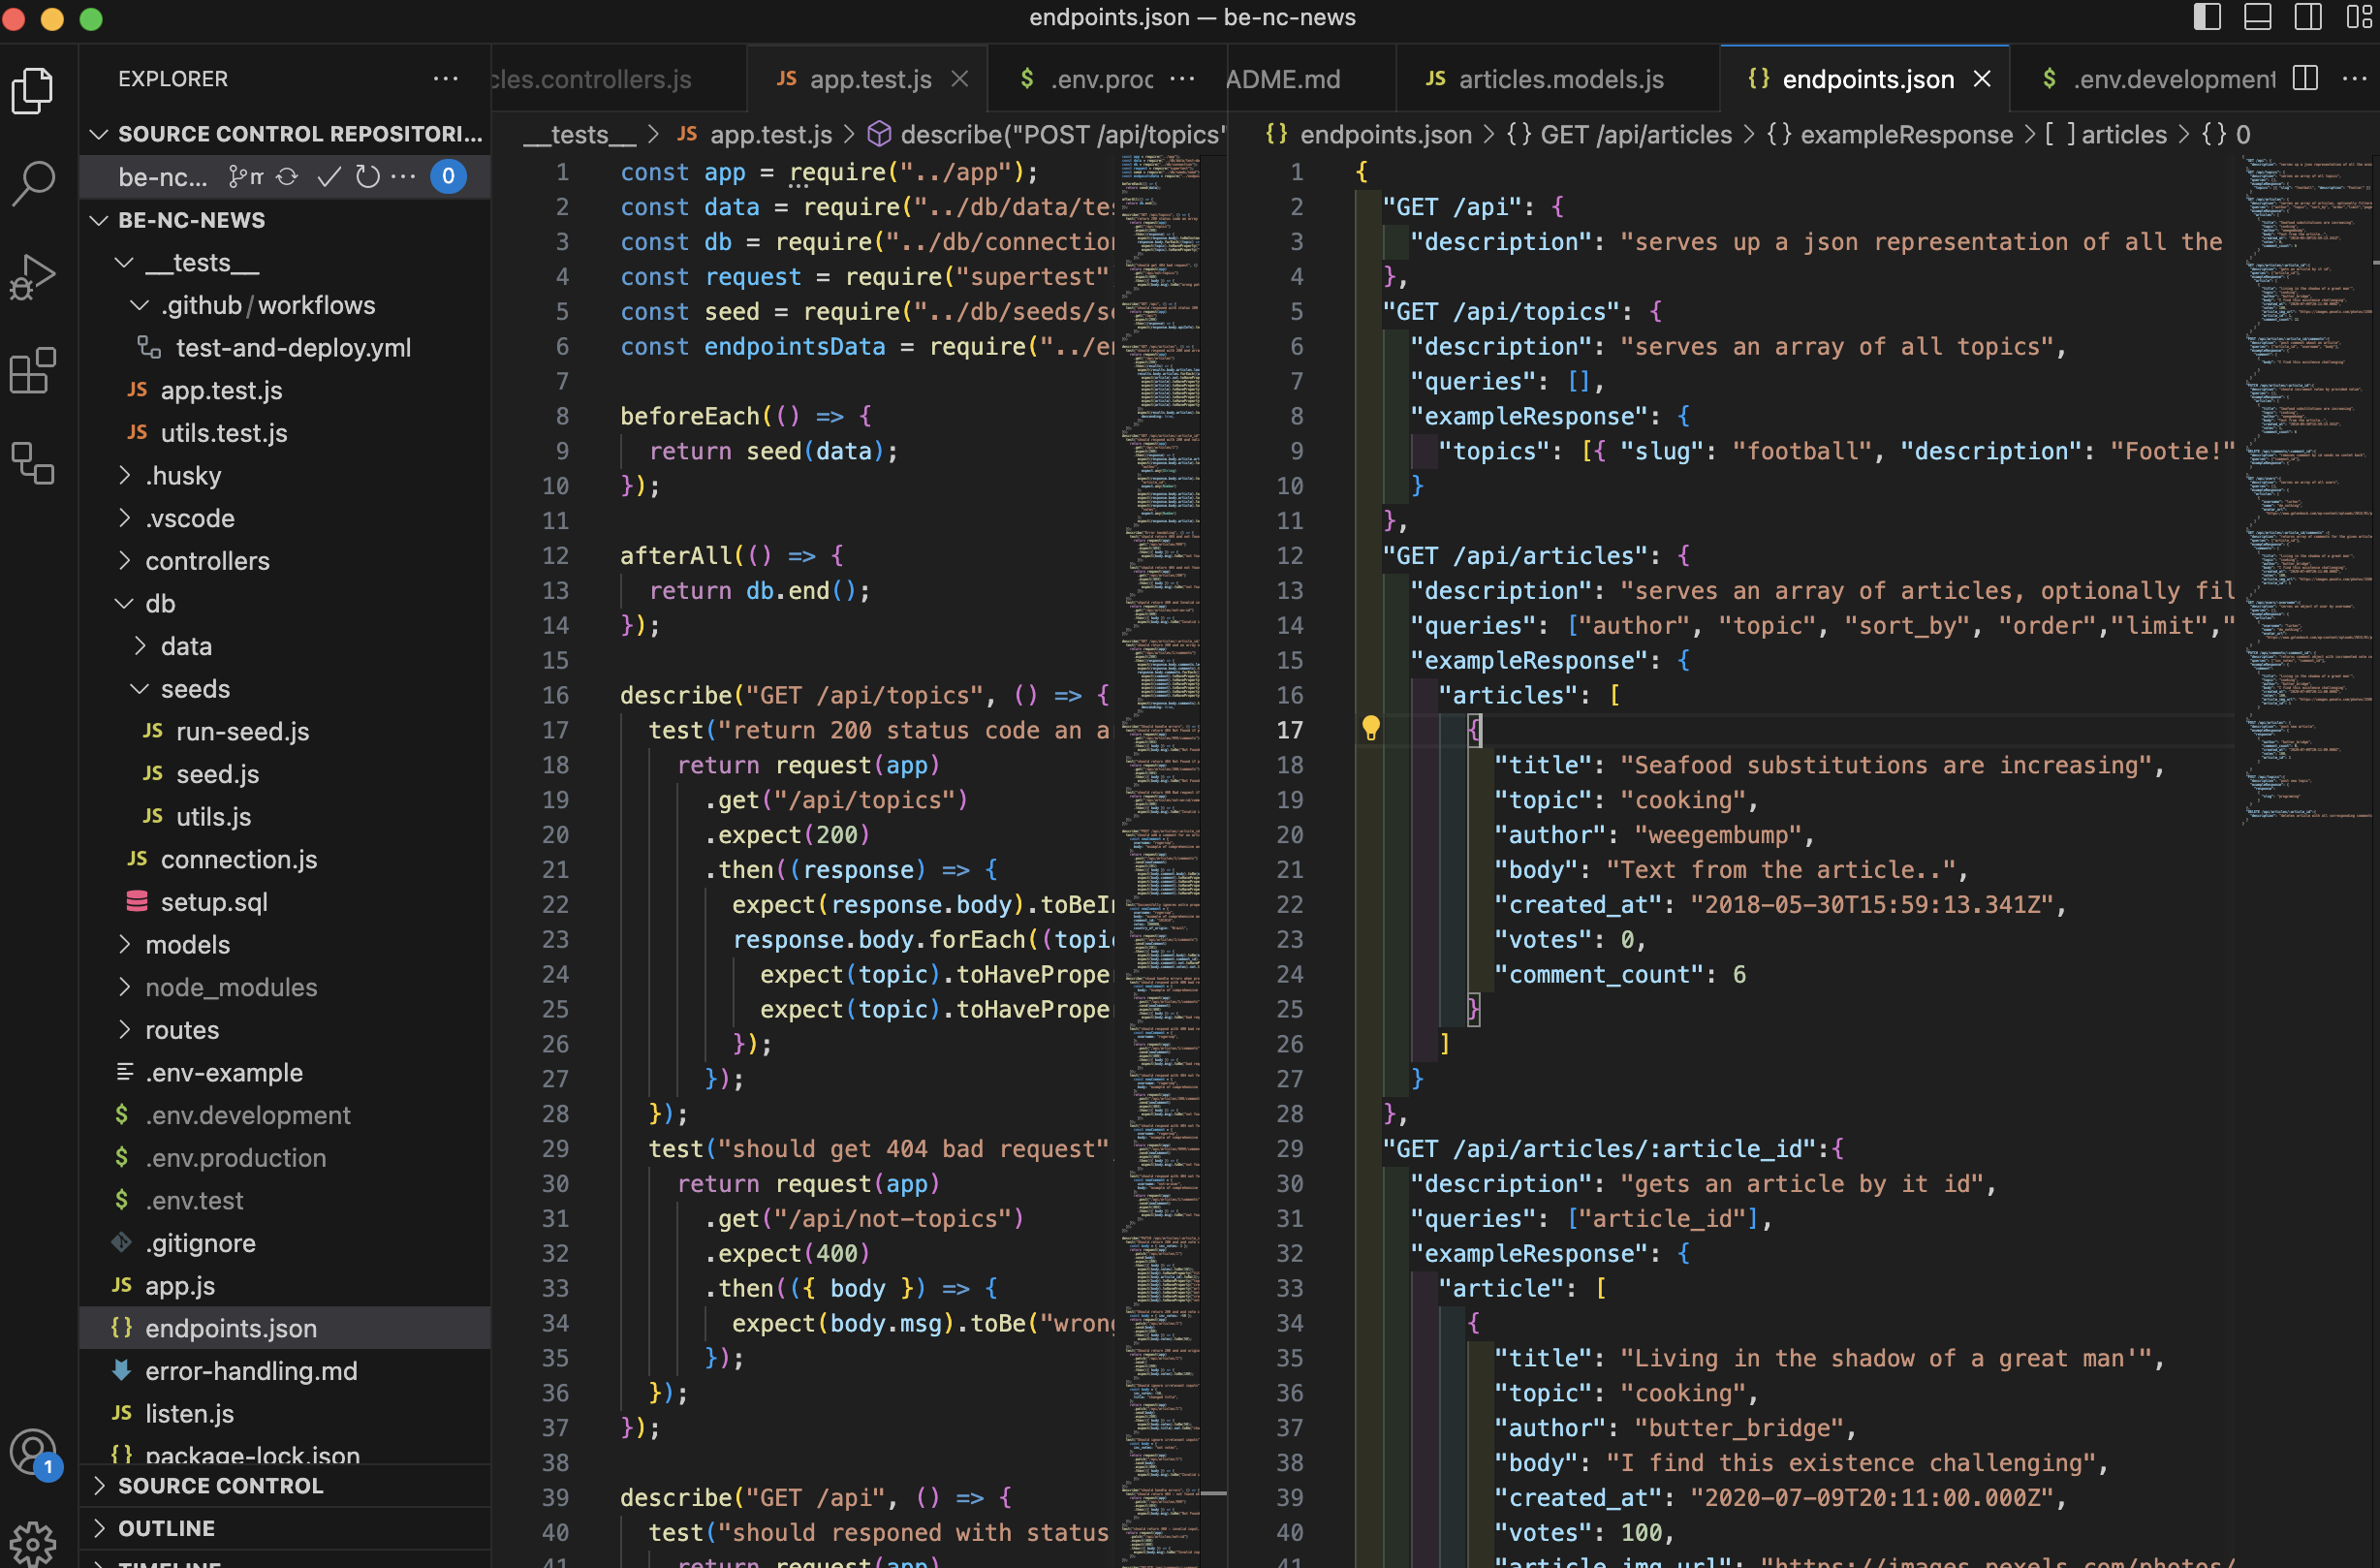 endpoints.json — be-nc-news
EXPLORER
SOURCE CONTROL REPOSITORI...
be-nc...
0
BE-NC-NEWS
__tests__
.github/workflows
test-and-deploy.yml
JS app.test.js
JS utils.test.js
.husky
.vscode
controllers
db
data
seeds
JS run-seed.js
JS seed.js
JS utils.js
JS connection.js
setup.sql
models
node_modules
routes
.env-example
$ .env.development
$ .env.production
$ .env.test
.gitignore
JS app.js
{} endpoints.json
error-handling.md
JS listen.js
{} package-lock.json
SOURCE CONTROL
OUTLINE
TIMELINE
1
cles.controllers.js
JS app.test.js
$ .env.proc
__tests__ > JS app.test.js > describe("POST /api/topics"
1 const app = require("../app");
2 const data = require("../db/data/te
3 const db = require("../db/connection
4 const request = require("supertest"
5 const seed = require("../db/seeds/se
6 const endpointsData = require("../en
7
8 beforeEach(() => {
9 return seed(data);
10 });
11
12 afterAll(() => {
13 return db.end();
14 });
15
16 describe("GET /api/topics", () => {
17 test("return 200 status code an a
18 return request(app)
19 .get("/api/topics")
20 .expect(200)
21 .then((response) => {
22 expect(response.body).toBeIn
23 response.body.forEach((topic
24 expect(topic).toHavePrope
25 expect(topic).toHavePrope
26 });
27 });
28 });
29 test("should get 404 bad request"
30 return request(app)
31 .get("/api/not-topics")
32 .expect(400)
33 .then(({ body }) => {
34 expect(body.msg).toBe("wrong
35 });
36 });
37 });
38
39 describe("GET /api", () => {
40 test("should responed with status
41 return request(app)
ADME.md
JS articles.models.js
{} endpoints.json
$ .env.development
{} endpoints.json > {} GET /api/articles > {} exampleResponse > [ ] articles > {} 0
1 {
2 "GET /api": {
3 "description": "serves up a json representation of all the
4 },
5 "GET /api/topics": {
6 "description": "serves an array of all topics",
7 "queries": [],
8 "exampleResponse": {
9 "topics": [{ "slug": "football", "description": "Footie!"
10 }
11 },
12 "GET /api/articles": {
13 "description": "serves an array of articles, optionally fil
14 "queries": ["author", "topic", "sort_by", "order","limit","
15 "exampleResponse": {
16 "articles": [
17 {
18 "title": "Seafood substitutions are increasing",
19 "topic": "cooking",
20 "author": "weegembump",
21 "body": "Text from the article..",
22 "created_at": "2018-05-30T15:59:13.341Z",
23 "votes": 0,
24 "comment_count": 6
25 }
26 ]
27 }
28 },
29 "GET /api/articles/:article_id":{
30 "description": "gets an article by it id",
31 "queries": ["article_id"],
32 "exampleResponse": {
33 "article": [
34 {
35 "title": "Living in the shadow of a great man'",
36 "topic": "cooking",
37 "author": "butter_bridge",
38 "body": "I find this existence challenging",
39 "created_at": "2020-07-09T20:11:00.000Z",
40 "votes": 100,
41 "article_img_url": "https://images.pexels.com/photos/